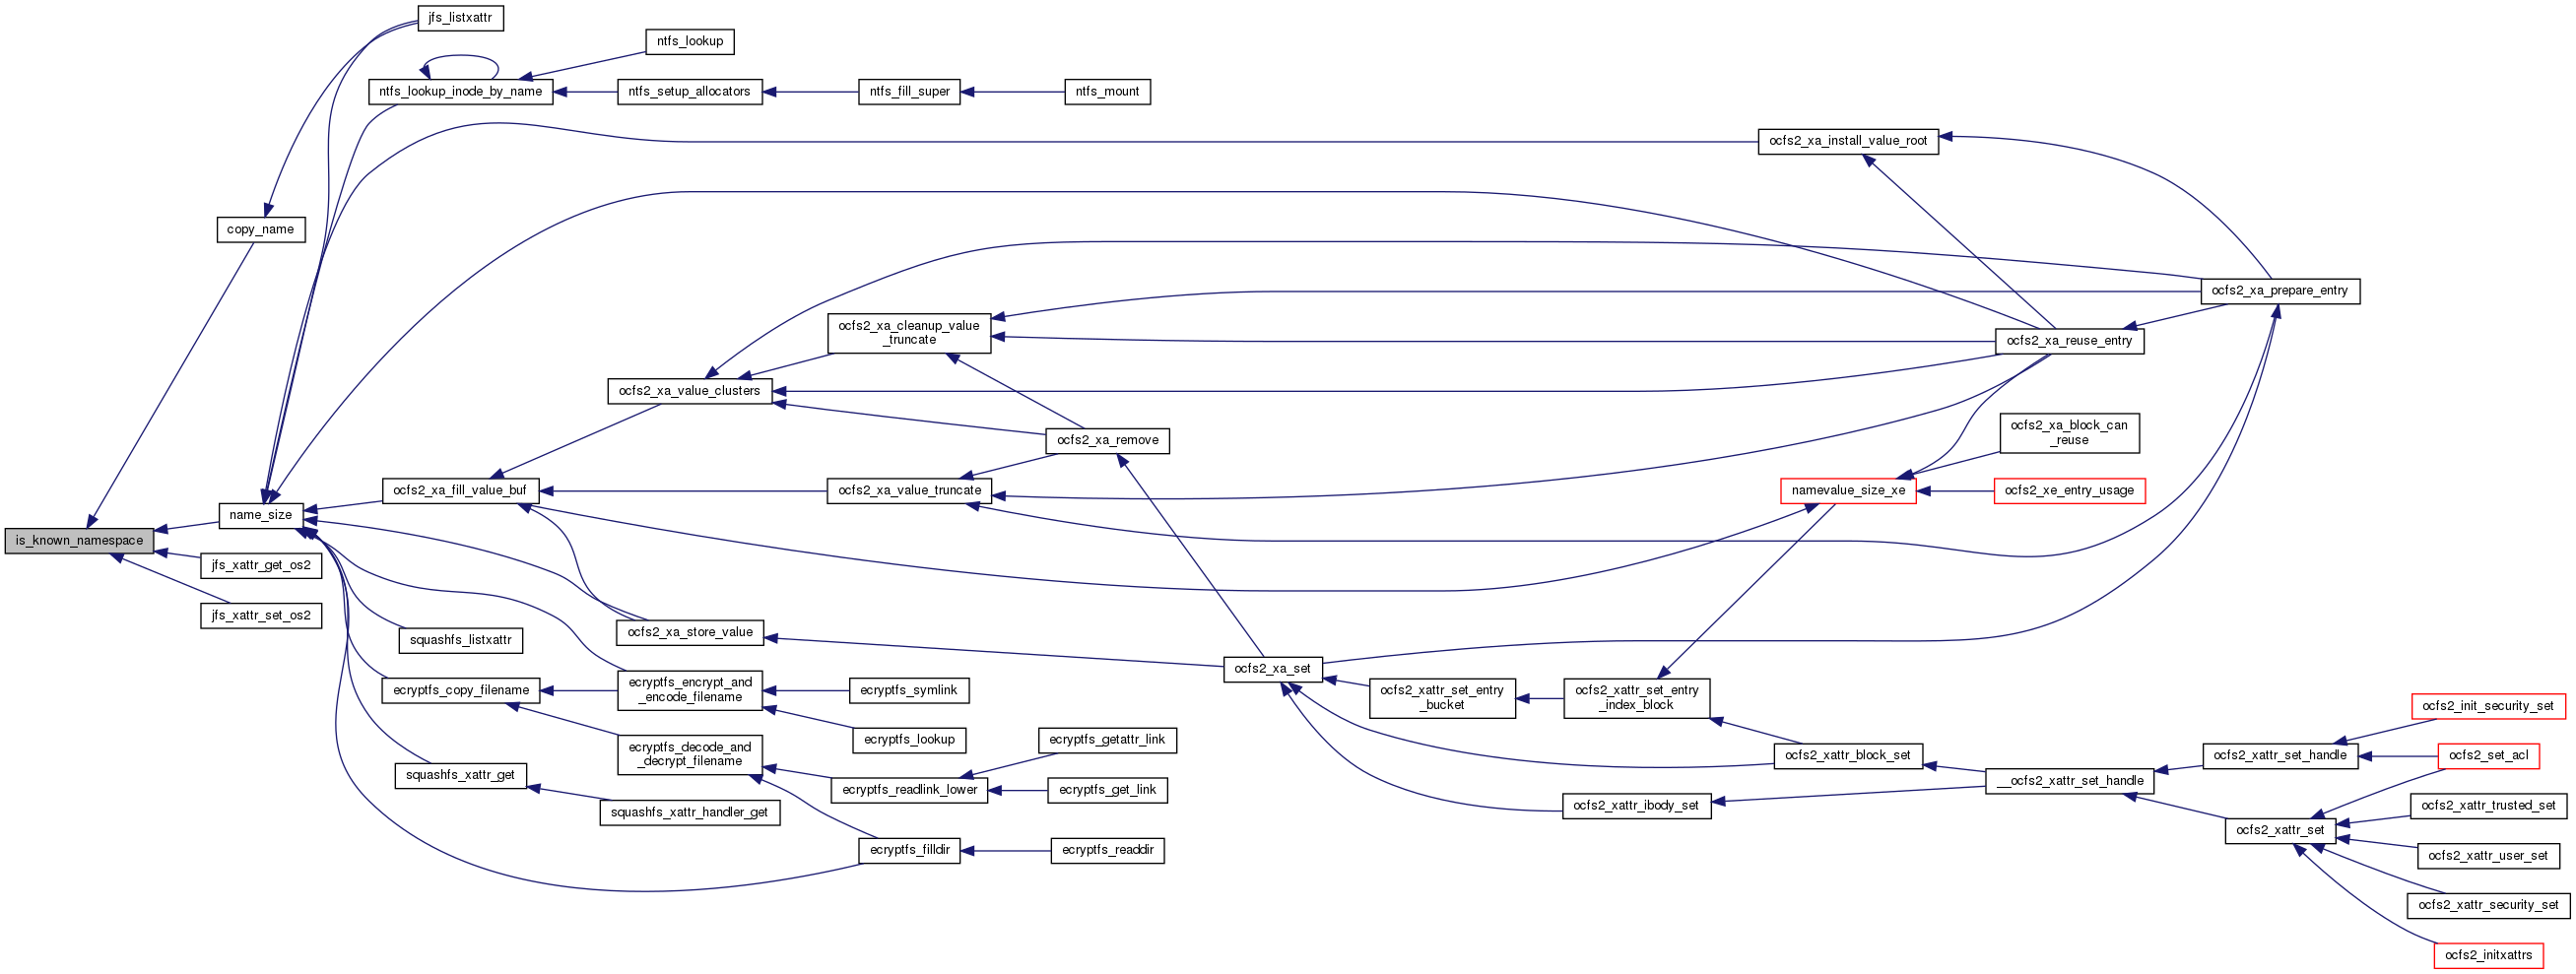 jfs_listxattr
ntfs_lookup
ntfs_lookup_inode_by_name
ntfs_setup_allocators
ntfs_fill_super
ntfs_mount
ocfs2_xa_install_value_root
copy_name
ocfs2_xa_prepare_entry
ocfs2_xa_cleanup_value
_truncate
ocfs2_xa_reuse_entry
ocfs2_xa_value_clusters
ocfs2_xa_remove
ocfs2_xa_block_can
_reuse
ocfs2_xa_fill_value_buf
ocfs2_xa_value_truncate
namevalue_size_xe
ocfs2_xe_entry_usage
name_size
is_known_namespace
jfs_xattr_get_os2
jfs_xattr_set_os2
squashfs_listxattr
ocfs2_xa_store_value
ocfs2_xa_set
ecryptfs_copy_filename
ecryptfs_encrypt_and
_encode_filename
ecryptfs_symlink
ocfs2_xattr_set_entry
_bucket
ocfs2_xattr_set_entry
_index_block
ocfs2_init_security_set
ecryptfs_lookup
ecryptfs_decode_and
_decrypt_filename
ecryptfs_getattr_link
ocfs2_xattr_block_set
ocfs2_xattr_set_handle
ocfs2_set_acl
squashfs_xattr_get
ecryptfs_readlink_lower
ecryptfs_get_link
__ocfs2_xattr_set_handle
squashfs_xattr_handler_get
ocfs2_xattr_ibody_set
ocfs2_xattr_trusted_set
ocfs2_xattr_set
ecryptfs_filldir
ecryptfs_readdir
ocfs2_xattr_user_set
ocfs2_xattr_security_set
ocfs2_initxattrs